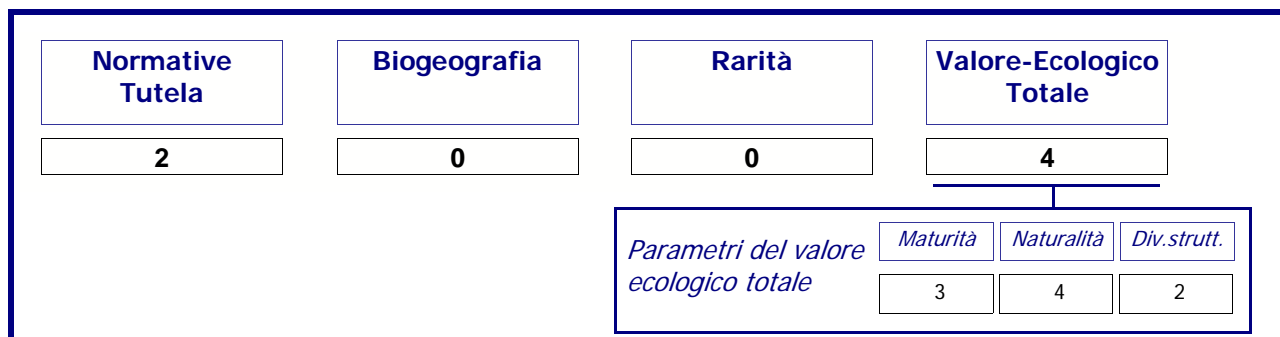 Normative
Tutela
Biogeografia
Rarità
Valore-Ecologico
Totale
2
0
0
4
Parametri del valore
ecologico totale
Maturità
Naturalità
Div.strutt.
3
4
2